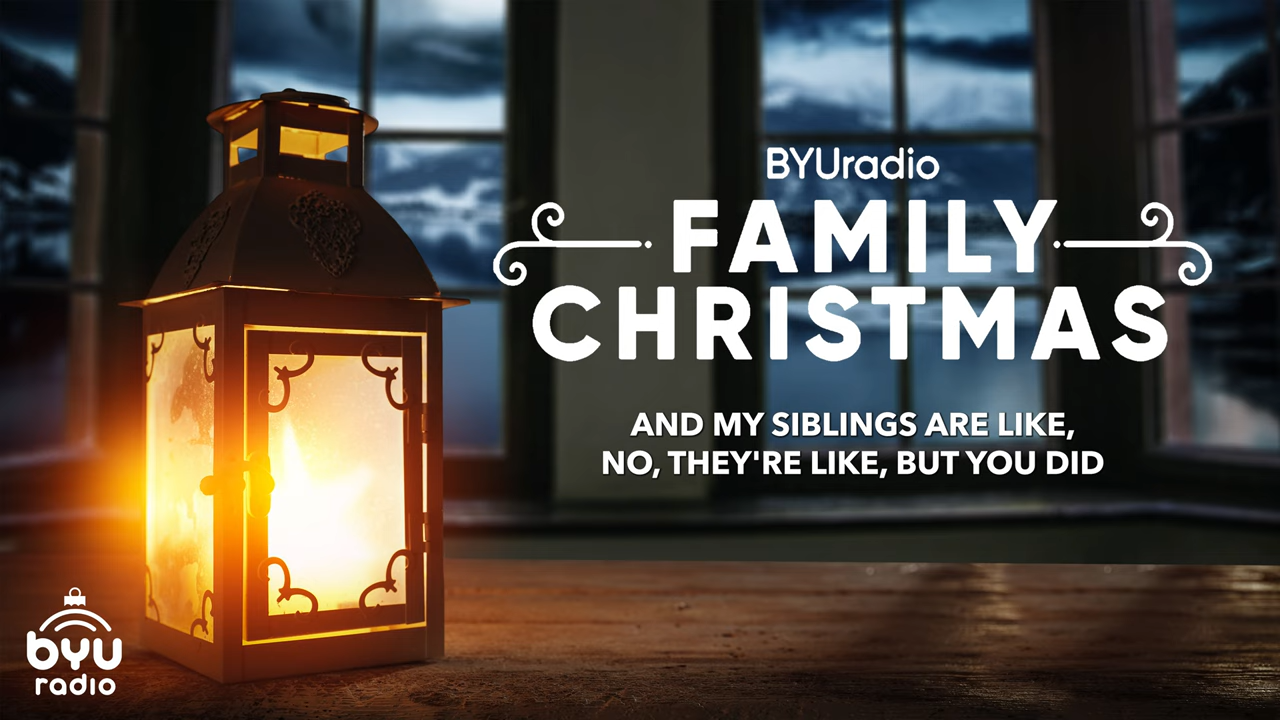 BYUradio
FAMILY
CHRISTMAS
AND MY SIBLINGS ARE LIKE,
NO, THEY'RE LIKE, BUT YOU DID
byu
radio